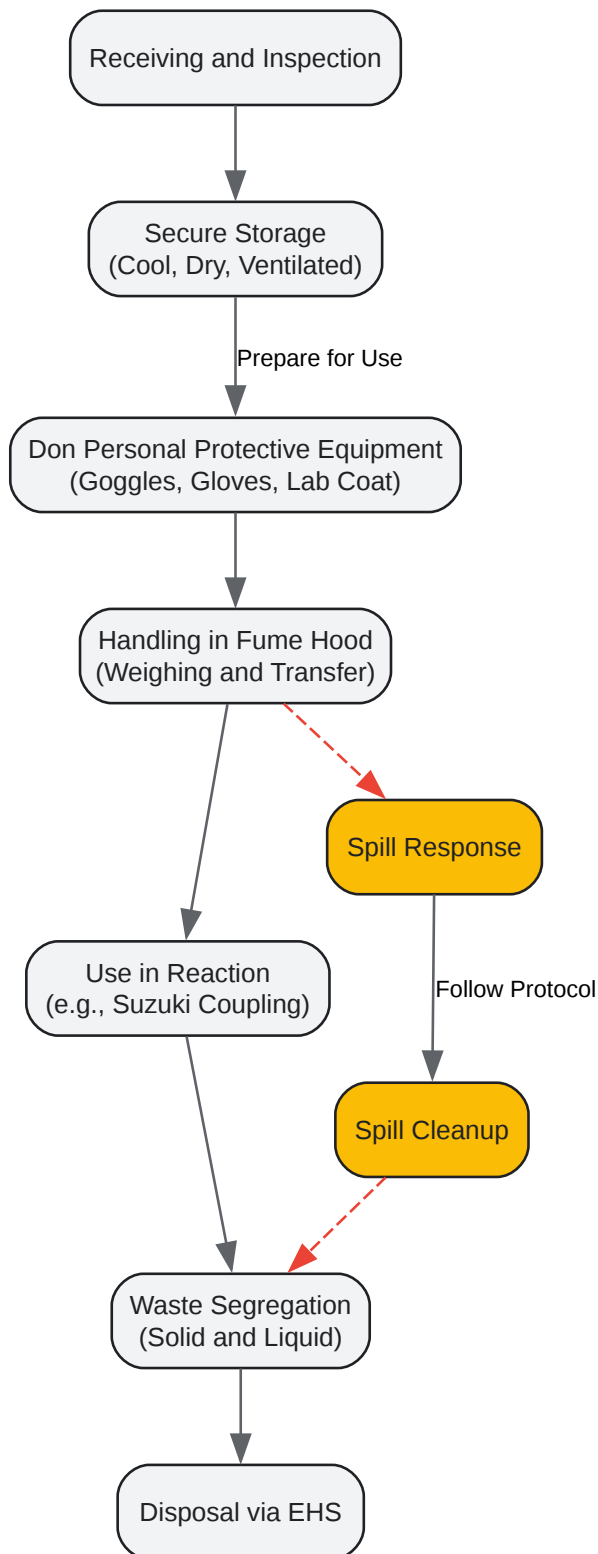 Receiving and Inspection
Secure Storage
(Cool, Dry, Ventilated)
Prepare for Use
Don Personal Protective Equipment
(Goggles, Gloves, Lab Coat)
Handling in Fume Hood
(Weighing and Transfer)
Spill Response
Use in Reaction
(e.g., Suzuki Coupling)
Follow Protocol
Spill Cleanup
Waste Segregation
(Solid and Liquid)
Disposal via EHS